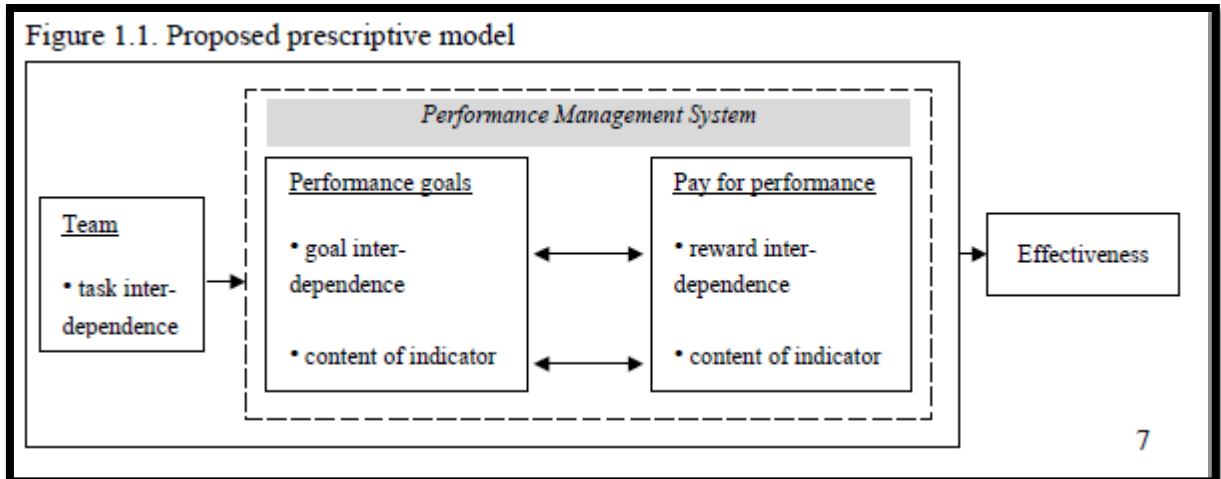 Figure 1.1. Proposed prescriptive model
Performance Management System
Team
• task inter-
dependence
Performance goals
• goal inter-
dependence
• content of indicator
Pay for performance
• reward inter-
dependence
• content of indicator
Effectiveness
7